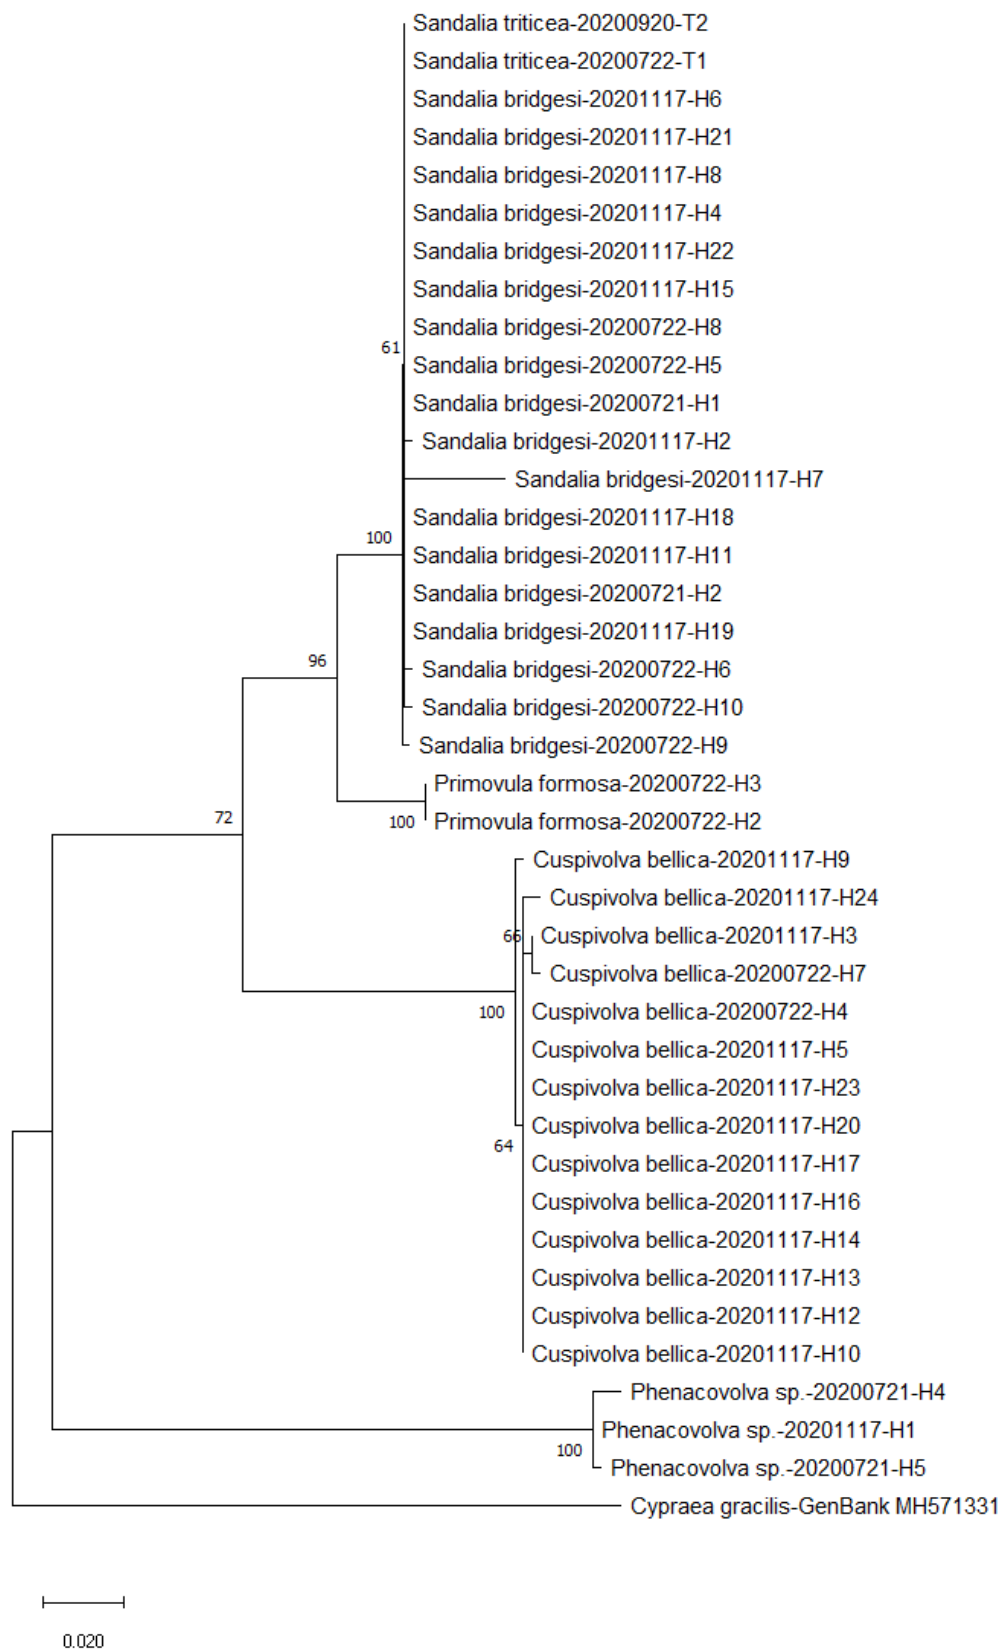 Sandalia triticea-20200920-T2
Sandalia triticea-20200722-T1
Sandalia bridgesi-20201117-H6
Sandalia bridgesi-20201117-H21
Sandalia bridgesi-20201117-H8
Sandalia bridgesi-20201117-H4
Sandalia bridgesi-20201117-H22
Sandalia bridgesi-20201117-H15
Sandalia bridgesi-20200722-H8
61
Sandalia bridgesi-20200722-H5
Sandalia bridgesi-20200721-H1
Sandalia bridgesi-20201117-H2
Sandalia bridgesi-20201117-H7
Sandalia bridgesi-20201117-H18
100
Sandalia bridgesi-20201117-H11
Sandalia bridgesi-20200721-H2
Sandalia bridgesi-20201117-H19
96
Sandalia bridgesi-20200722-H6
Sandalia bridgesi-20200722-H10
Sandalia bridgesi-20200722-H9
Primovula formosa-20200722-H3
72
100
Primovula formosa-20200722-H2
Cuspivolva bellica-20201117-H9
Cuspivolva bellica-20201117-H24
66
Cuspivolva bellica-20201117-H3
Cuspivolva bellica-20200722-H7
100
Cuspivolva bellica-20200722-H4
Cuspivolva bellica-20201117-H5
Cuspivolva bellica-20201117-H23
Cuspivolva bellica-20201117-H20
64
Cuspivolva bellica-20201117-H17
Cuspivolva bellica-20201117-H16
Cuspivolva bellica-20201117-H14
Cuspivolva bellica-20201117-H13
Cuspivolva bellica-20201117-H12
Cuspivolva bellica-20201117-H10
Phenacovolva sp.-20200721-H4
Phenacovolva sp.-20201117-H1
100
Phenacovolva sp.-20200721-H5
Cypraea gracilis-GenBank MH571331
0.020